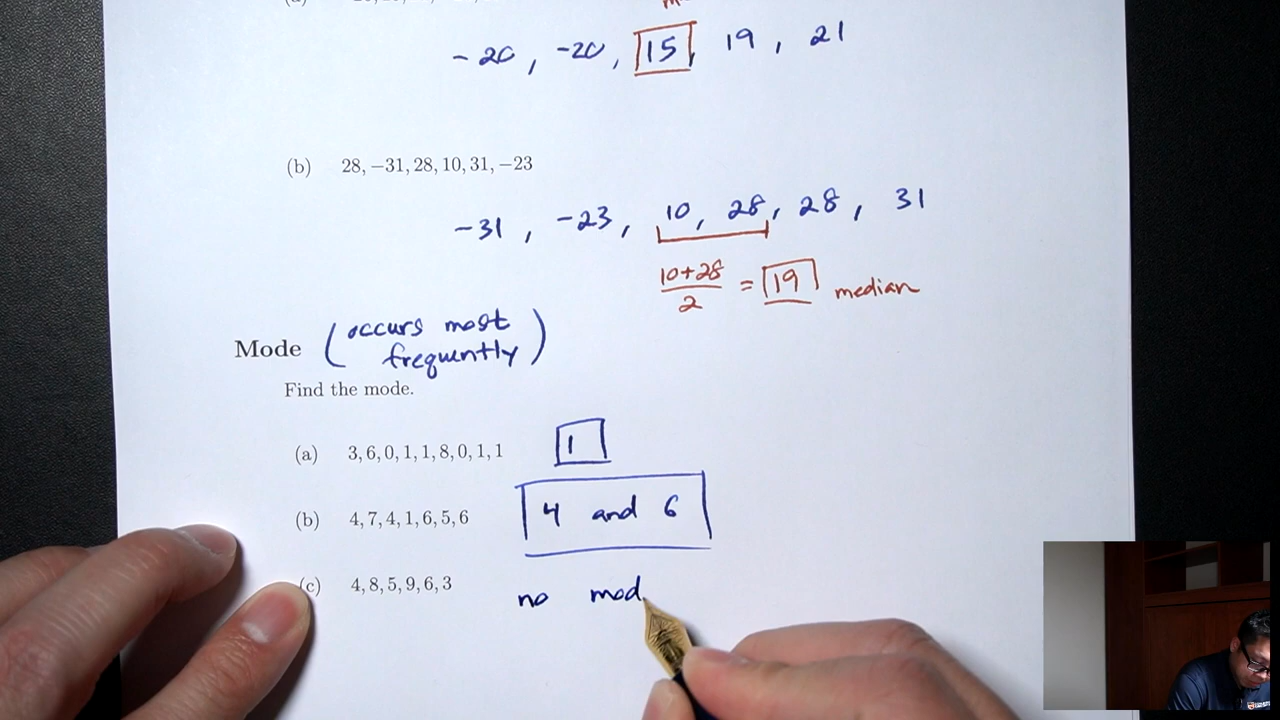 -20, -20, 15, 19, 21
(b) 28, −31, 28, 10, 31, −23
-31, -23, 10, 28, 28, 31
10+28
2
= 19 median
Mode (occurs most
frequently)
Find the mode.
(a) 3, 6, 0, 1, 1, 8, 0, 1, 1 1
(b) 4, 7, 4, 1, 6, 5, 6 4 and 6
(c) 4, 8, 5, 9, 6, 3 no mod